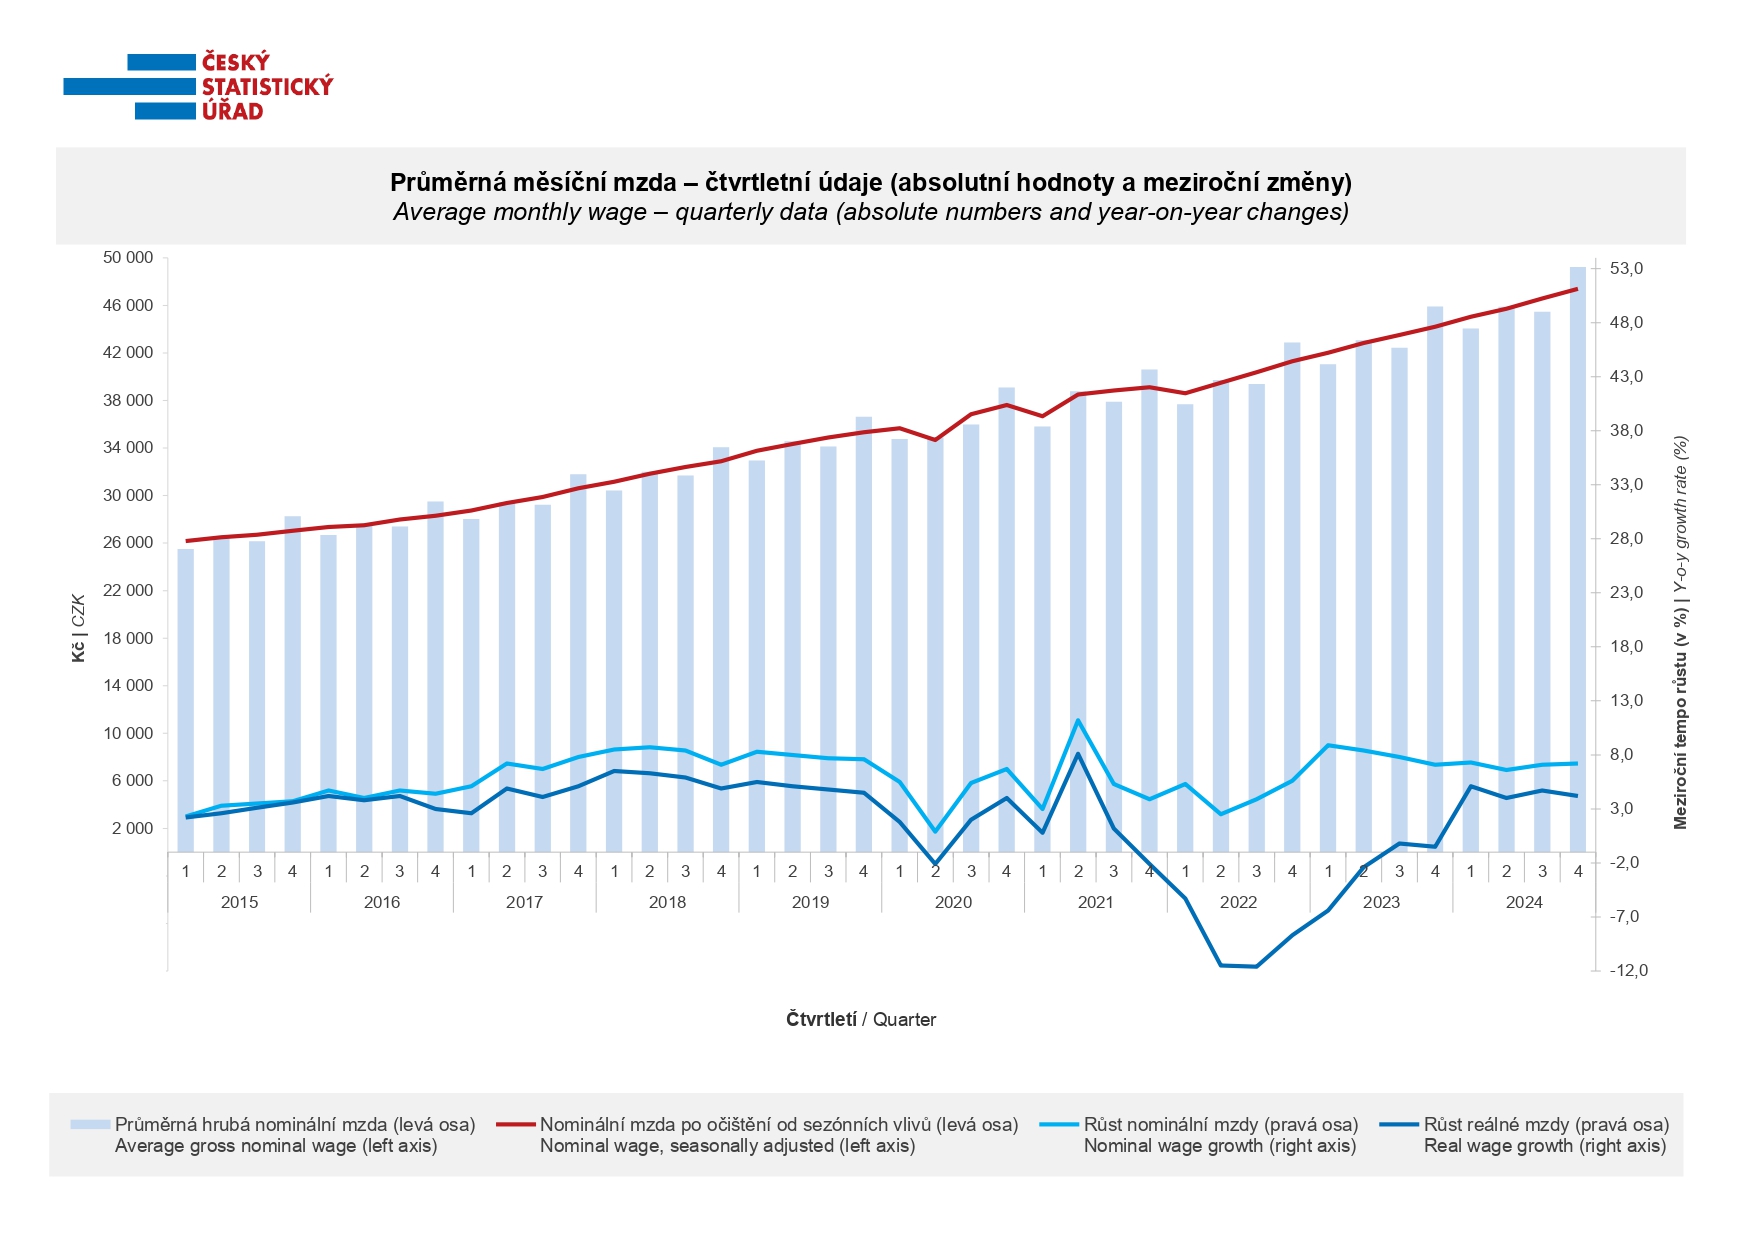 ČESKÝ
STATISTICKÝ
ÚŘAD
Průměrná měsíční mzda – čtvrtletní údaje (absolutní hodnoty a meziroční změny)
Average monthly wage – quarterly data (absolute numbers and year-on-year changes)
50 000
46 000
42 000
38 000
34 000
30 000
26 000
22 000
18 000
14 000
10 000
6 000
2 000
Kč | CZK
53,0
48,0
43,0
38,0
33,0
28,0
23,0
18,0
13,0
8,0
3,0
-2,0
-7,0
-12,0
Meziroční tempo růstu (v %) | Y-o-y growth rate (%)
1 2 3 4 1 2 3 4 1 2 3 4 1 2 3 4 1 2 3 4 1 2 3 4 1 2 3 4 1 2 3 4 1 2 3 4 1 2 3 4
2015 2016 2017 2018 2019 2020 2021 2022 2023 2024
Čtvrtletí / Quarter
Průměrná hrubá nominální mzda (levá osa)
Average gross nominal wage (left axis)
Nominální mzda po očištění od sezónních vlivů (levá osa)
Nominal wage, seasonally adjusted (left axis)
Růst nominální mzdy (pravá osa)
Nominal wage growth (right axis)
Růst reálné mzdy (pravá osa)
Real wage growth (right axis)